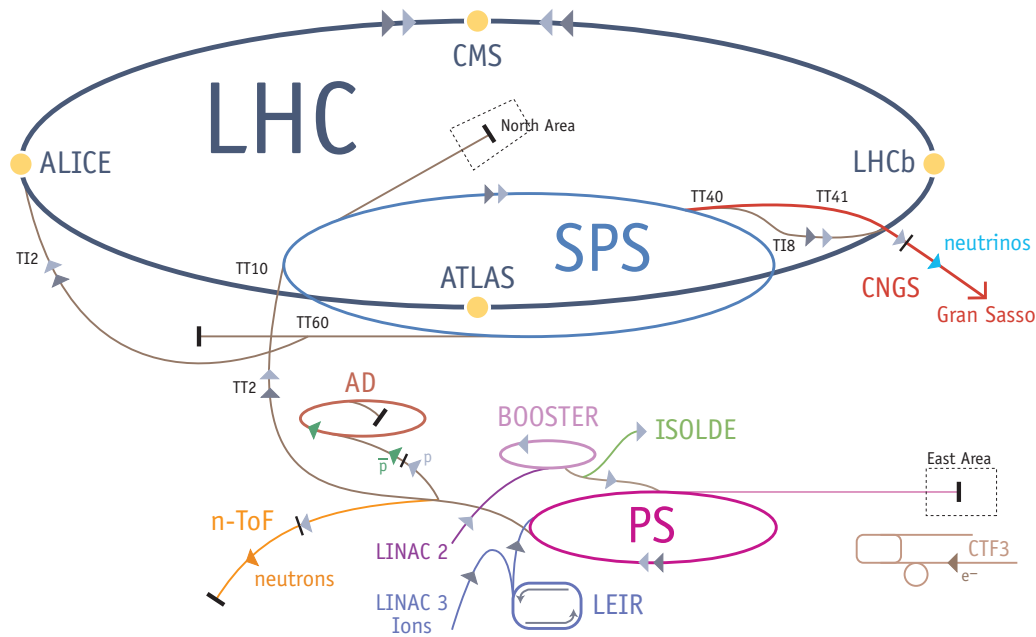 CMS
LHC
North Area
ALICE
LHCb
TT40
TT41
SPS
TI8
neutrinos
TI2
TT10
ATLAS
CNGS
Gran Sasso
TT60
TT2
AD
BOOSTER
ISOLDE
p
p
East Area
n-ToF
PS
LINAC 2
neutrons
CTF3
e⁻
LINAC 3
Ions
LEIR